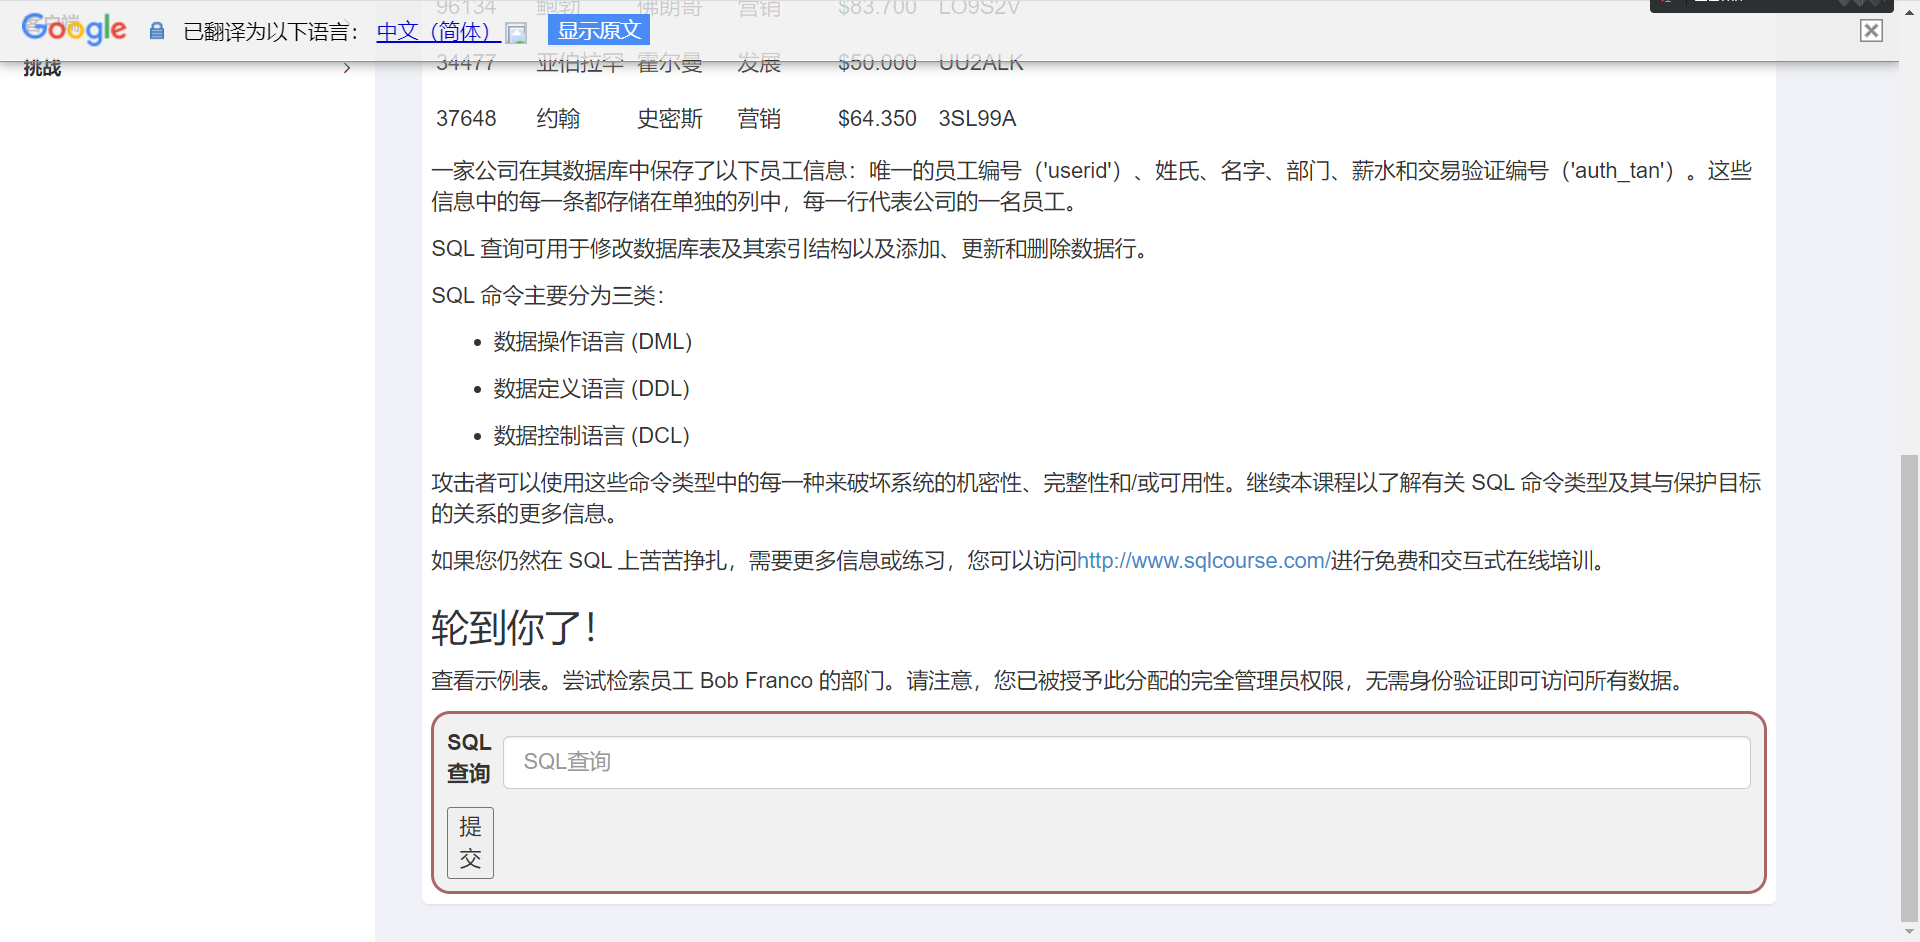 96134 鲍勃 佛朗哥 营销 $83.700 LO9S2V
Google 已翻译为以下语言： 中文（简体） 显示原文
34477 亚伯拉罕 霍尔曼 发展 $50.000 UU2ALK
挑战
37648 约翰 史密斯 营销 $64.350 3SL99A
一家公司在其数据库中保存了以下员工信息：唯一的员工编号（'userid'）、姓氏、名字、部门、薪水和交易验证编号（'auth_tan'）。这些
信息中的每一条都存储在单独的列中，每一行代表公司的一名员工。
SQL 查询可用于修改数据库表及其索引结构以及添加、更新和删除数据行。
SQL 命令主要分为三类：
• 数据操作语言 (DML)
• 数据定义语言 (DDL)
• 数据控制语言 (DCL)
攻击者可以使用这些命令类型中的每一种来破坏系统的机密性、完整性和/或可用性。继续本课程以了解有关 SQL 命令类型及其与保护目标
的关系的更多信息。
如果您仍然在 SQL 上苦苦挣扎，需要更多信息或练习，您可以访问http://www.sqlcourse.com/进行免费和交互式在线培训。
轮到你了！
查看示例表。尝试检索员工 Bob Franco 的部门。请注意，您已被授予此分配的完全管理员权限，无需身份验证即可访问所有数据。
SQL
查询
SQL查询
提
交